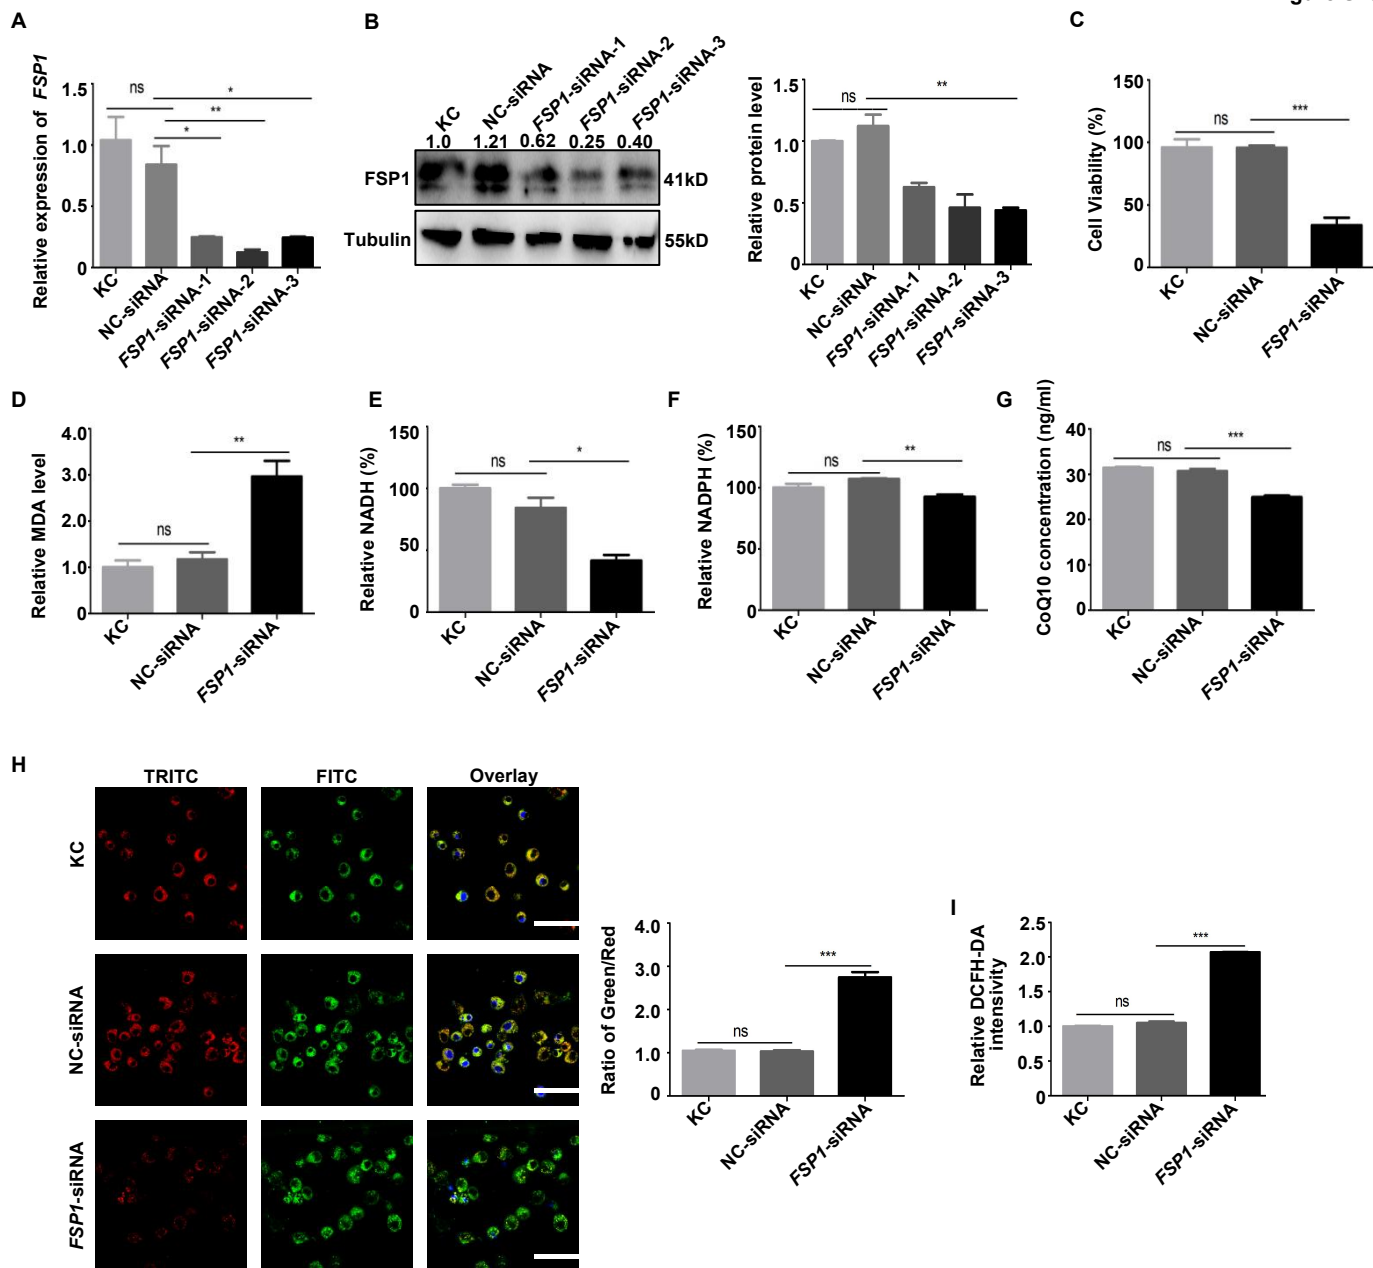 A
Relative expression of FSP1
1.5
1.0
0.5
0
ns
*
**
*
KC
NC-siRNA
FSP1-siRNA-1
FSP1-siRNA-2
FSP1-siRNA-3
B
KC
NC-siRNA
FSP1-siRNA-1
FSP1-siRNA-2
FSP1-siRNA-3
1.0 1.21 0.62 0.25 0.40
FSP1 41kD
Tubulin 55kD
Relative protein level
1.5
1.0
0.5
0
ns
**
KC
NC-siRNA
FSP1-siRNA-1
FSP1-siRNA-2
FSP1-siRNA-3
C
Cell Viability (%)
150
100
50
0
ns
***
KC
NC-siRNA
FSP1-siRNA
D
Relative MDA level
4.0
3.0
2.0
1.0
0
ns
**
KC
NC-siRNA
FSP1-siRNA
E
Relative NADH (%)
150
100
50
0
ns
*
KC
NC-siRNA
FSP1-siRNA
F
Relative NADPH (%)
150
100
50
0
ns
**
KC
NC-siRNA
FSP1-siRNA
G
CoQ10 concentration (ng/ml)
40
30
20
10
0
ns
***
KC
NC-siRNA
FSP1-siRNA
H
TRITC FITC Overlay
KC
NC-siRNA
FSP1-siRNA
Ratio of Green/Red
4.0
3.0
2.0
1.0
0
ns
***
KC
NC-siRNA
FSP1-siRNA
I
Relative DCFH-DA
intensivity
2.5
2.0
1.5
1.0
0.5
0
ns
***
KC
NC-siRNA
FSP1-siRNA